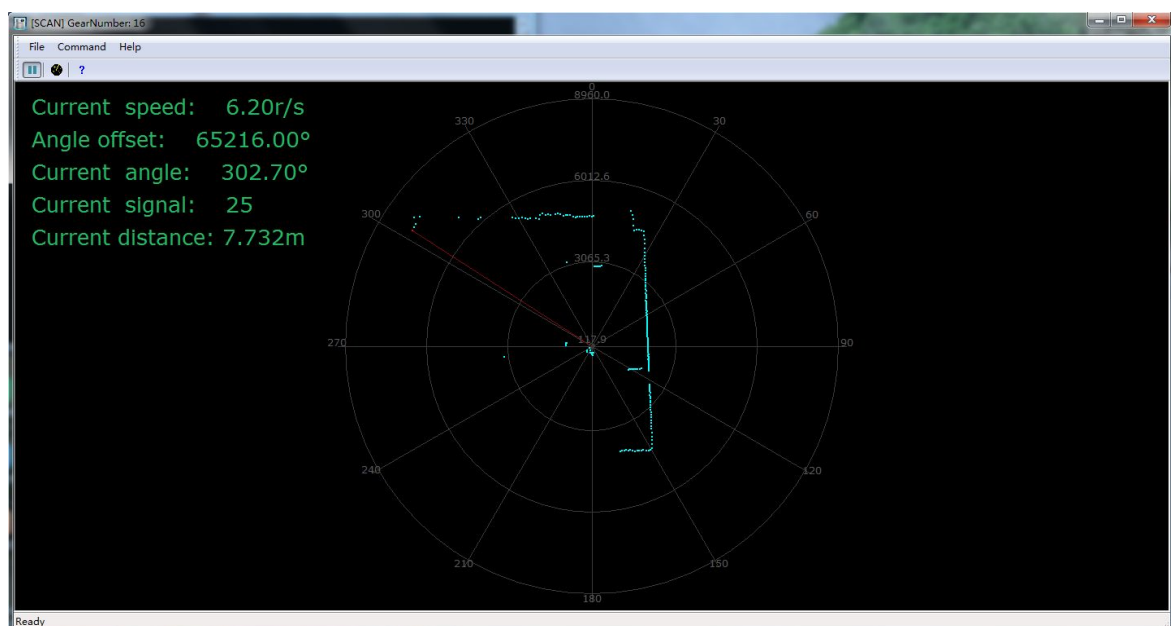 [SCAN] GearNumber: 16
File Command Help
?
Current speed: 6.20r/s
Angle offset: 65216.00°
Current angle: 302.70°
Current signal: 25
Current distance: 7.732m
0
8960.0
330
30
6012.6
300
60
3065.3
117.9
270
90
240
120
210
150
180
Ready